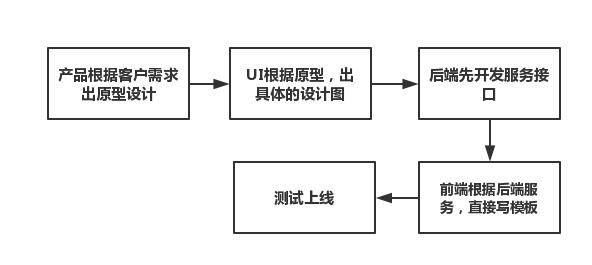 产品根据客户需求
出原型设计
UI根据原型，出
具体的设计图
后端先开发服务接
口
前端根据后端服
务，直接写模板
测试上线